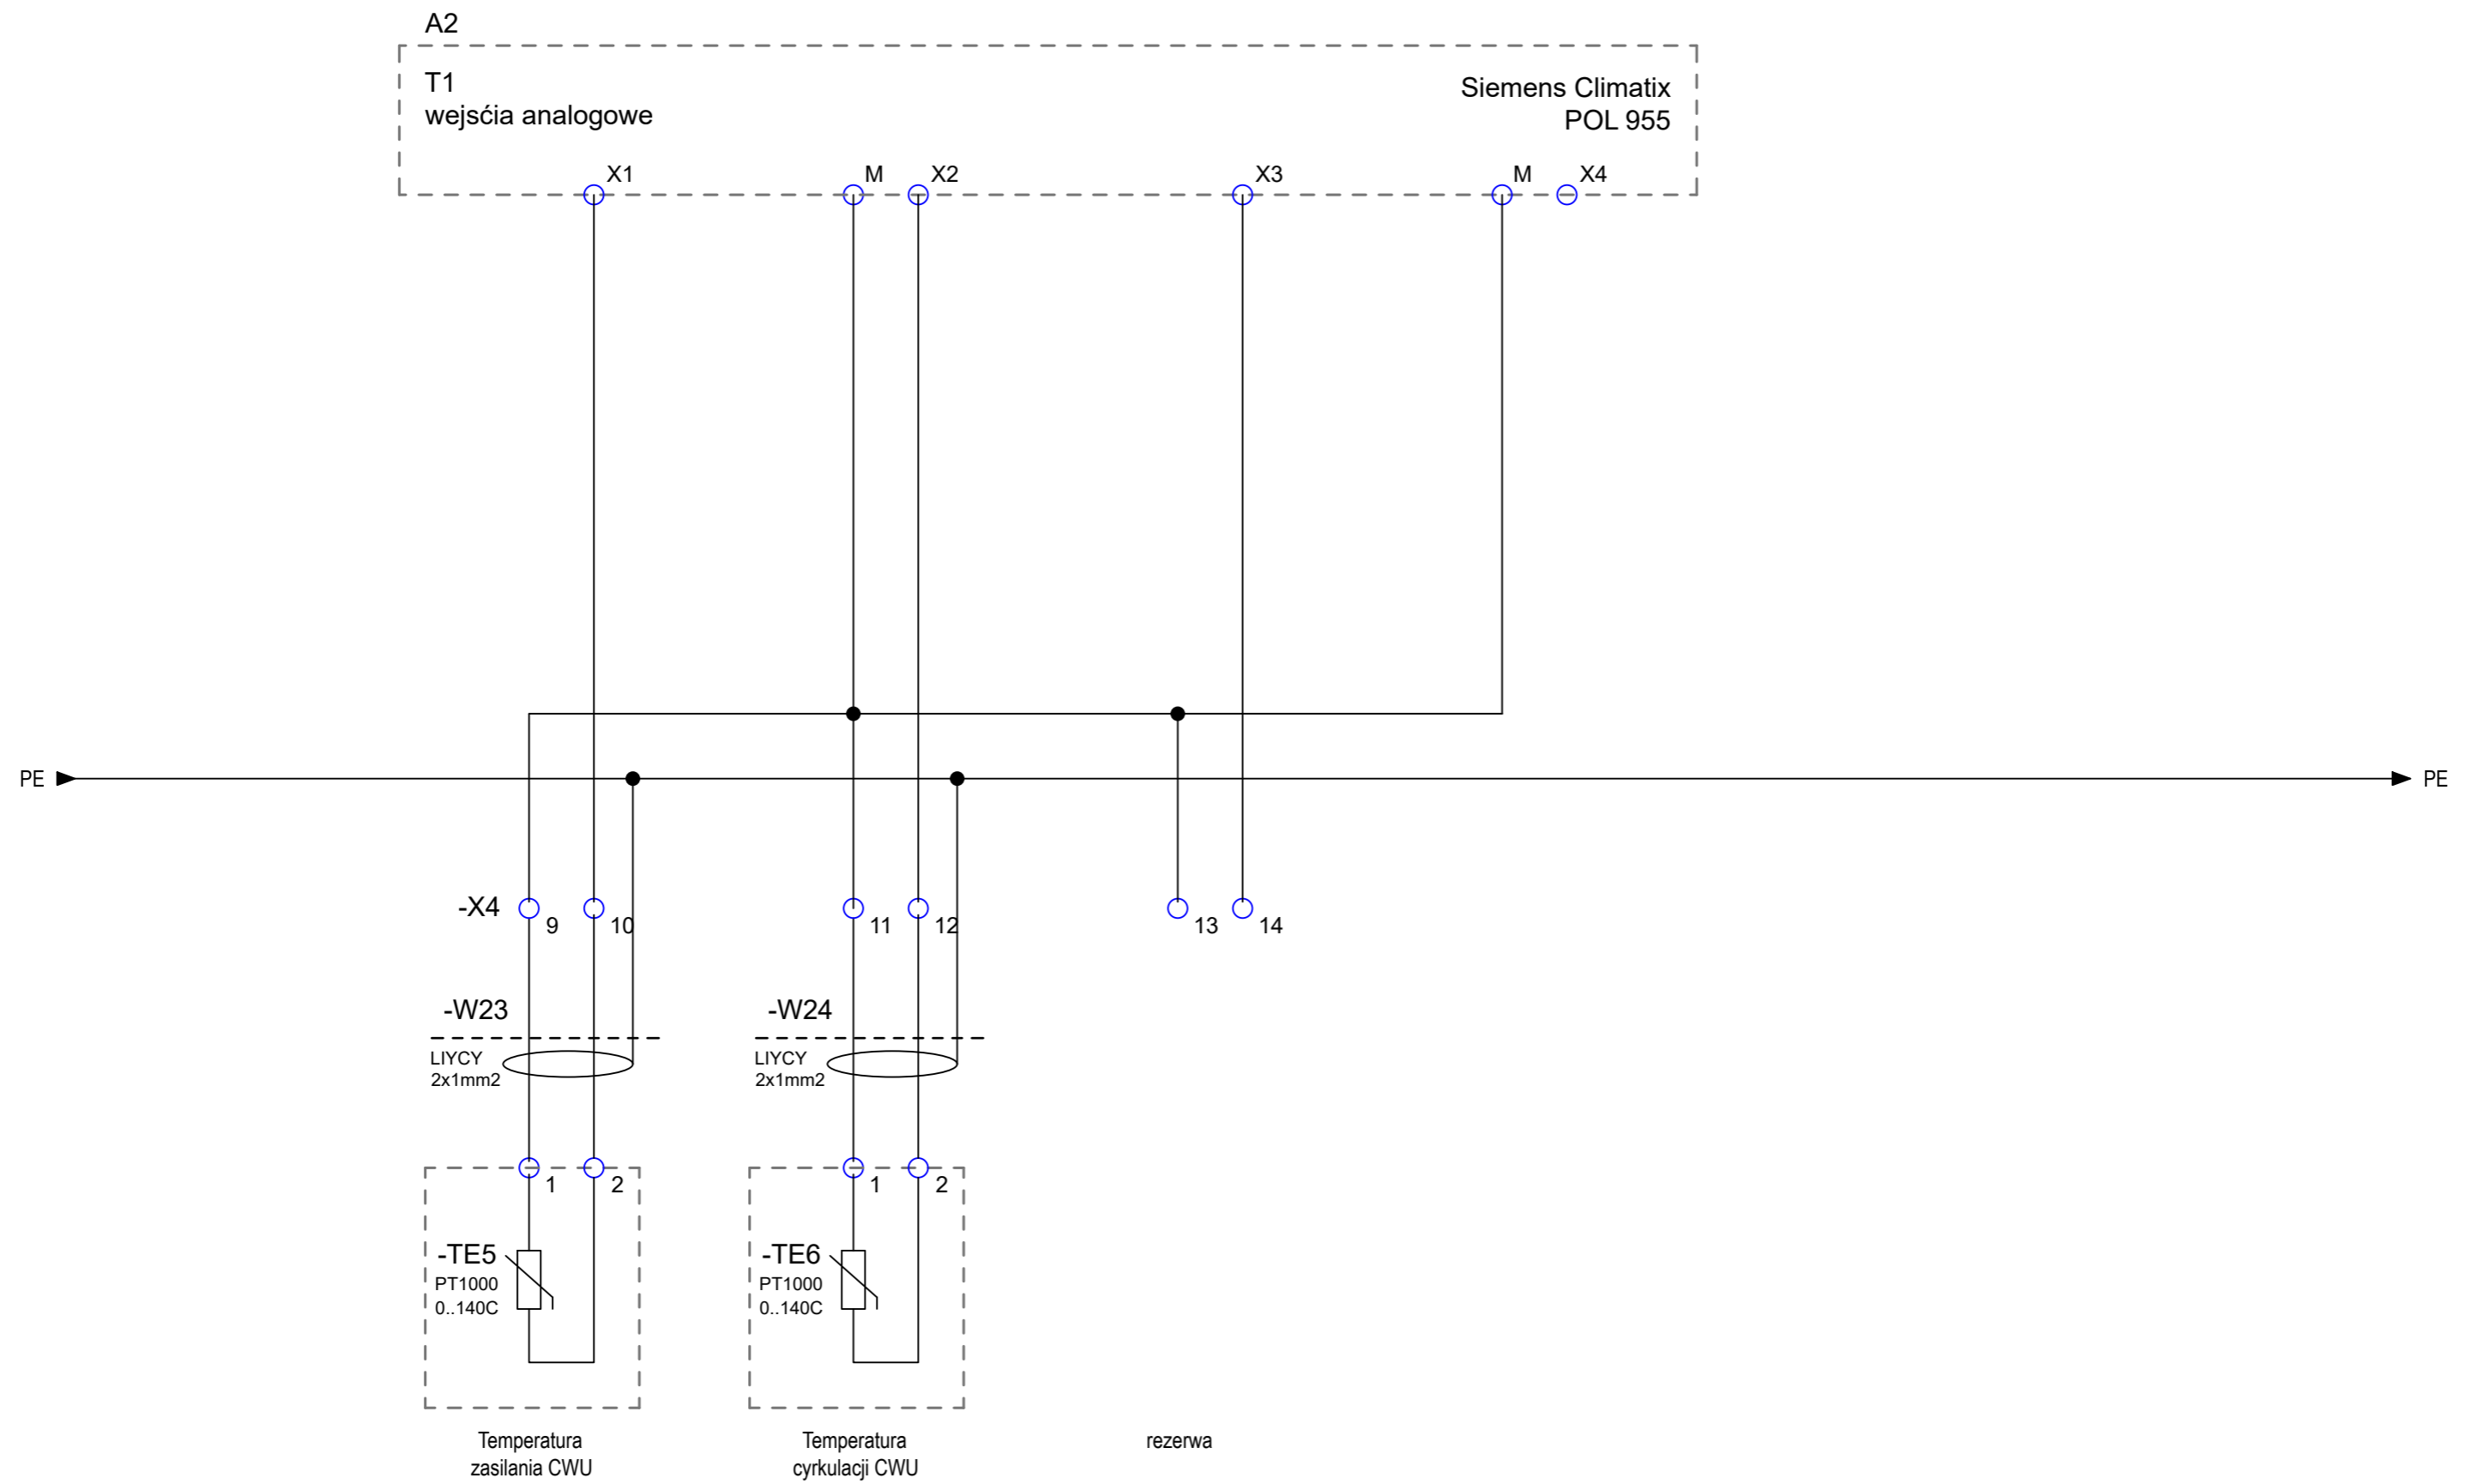 A2
T1
wejśćia analogowe
Siemens Climatix
POL 955
X1
M
X2
X3
M
X4
PE
PE
-X4
9
10
11
12
13
14
-W23
LIYCY
2x1mm2
-W24
LIYCY
2x1mm2
1
2
1
2
-TE5
PT1000
0..140C
-TE6
PT1000
0..140C
Temperatura
zasilania CWU
Temperatura
cyrkulacji CWU
rezerwa